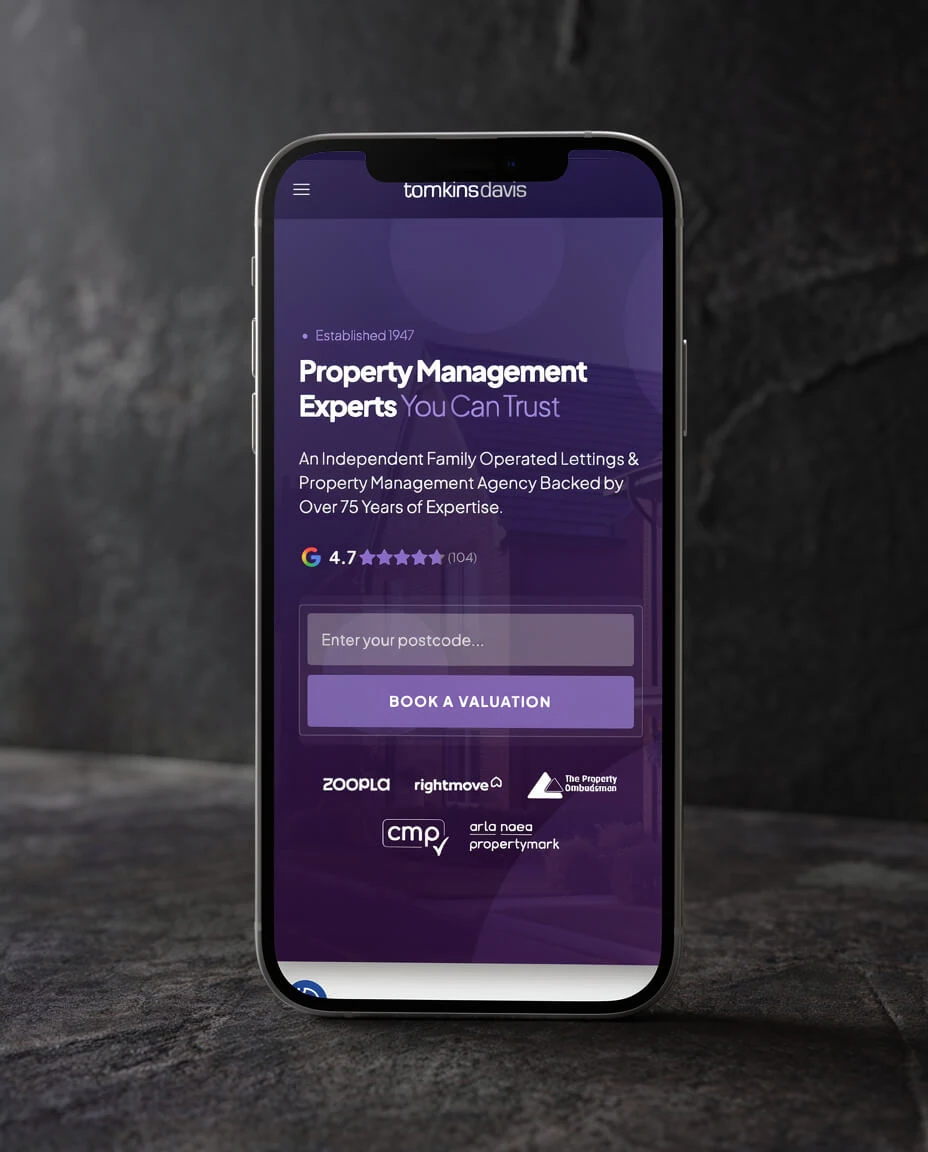 tomkinsdavis
Established 1947
Property Management
Experts You Can Trust
An Independent Family Operated Lettings &
Property Management Agency Backed by
Over 75 Years of Expertise.
4.7 (104)
Enter your postcode...
BOOK A VALUATION
ZOOPLA rightmove The Property
Ombudsman
cmp arla naea
propertymark